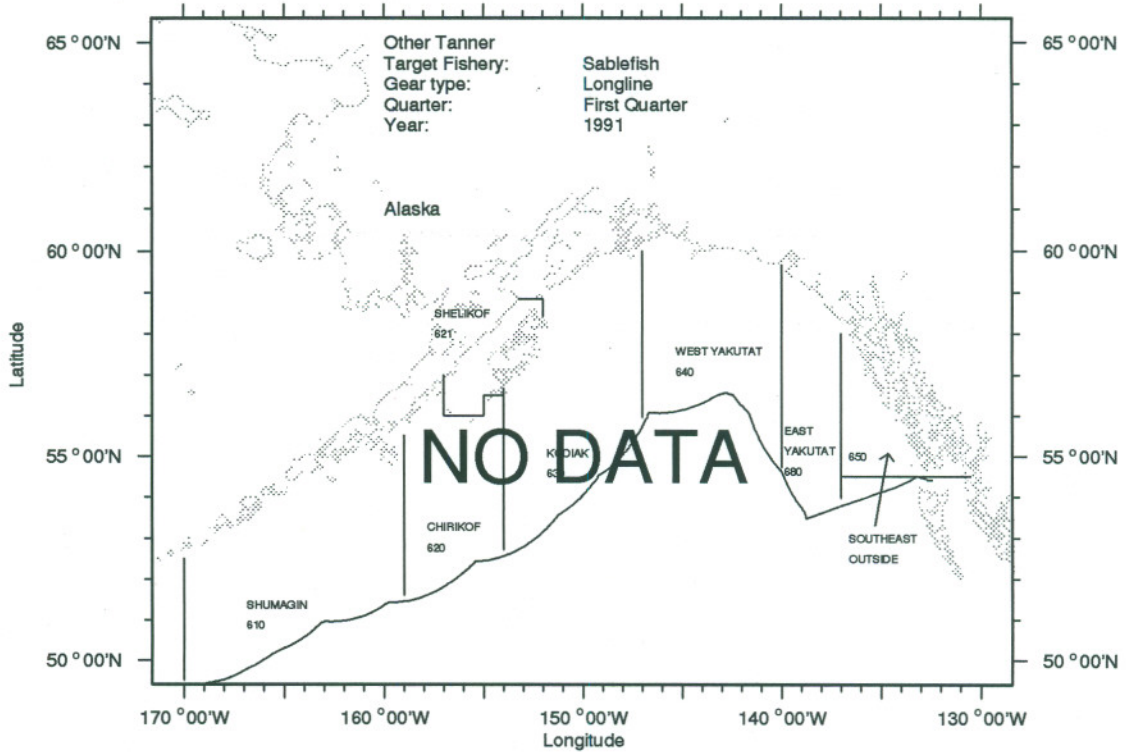 Other Tanner
Target Fishery: Sablefish
Gear type: Longline
Quarter: First Quarter
Year: 1991
65 °00'N
65 °00'N
Alaska
60 °00'N
60 °00'N
SHELIKOF
621
WEST YAKUTAT
640
Latitude
NO DATA
KODIAK
EAST
YAKUTAT
680
650
55 °00'N
55 °00'N
CHIRIKOF
620
SOUTHEAST
OUTSIDE
SHUMAGIN
610
50 °00'N
50 °00'N
170 °00'W
160 °00'W
150 °00'W
140 °00'W
130 °00'W
Longitude